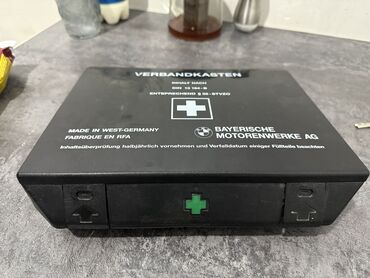 VERBANDKASTEN
INHALT NACH
DIN 13 164-B
ENTSPRECHEND § 35 STVZO
MADE IN WEST-GERMANY
FABRIQUE EN RFA
BAYERISCHE
MOTORENWERKE AG
Inhaltsüberprüfung halbjährlich vornehmen und Verfalldatum einiger Füllteile beachten